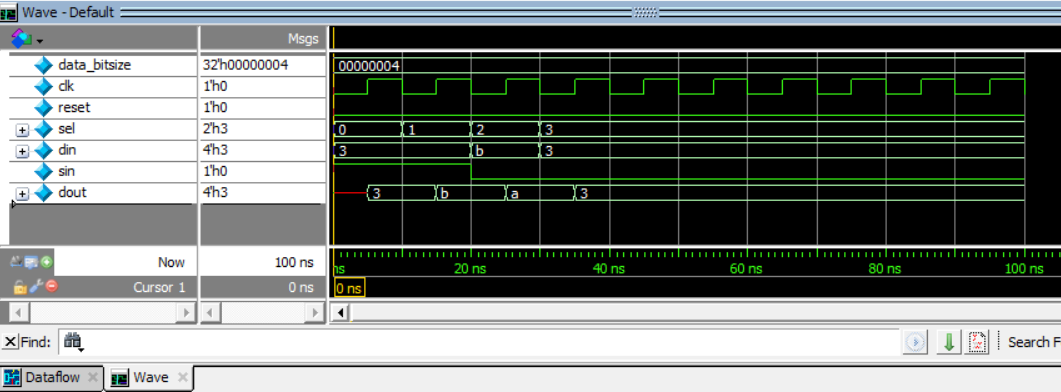 Wave - Default
Msgs
data_bitsize 32'h00000004 00000004
clk 1'h0
reset 1'h0
sel 2'h3 0 1 2 3
din 4'h3 3 b 3
sin 1'h0
dout 4'h3 3 b a 3
Now 100 ns ns 20 ns 40 ns 60 ns 80 ns 100 ns
Cursor 1 0 ns 0 ns
Find: Search F
Dataflow Wave